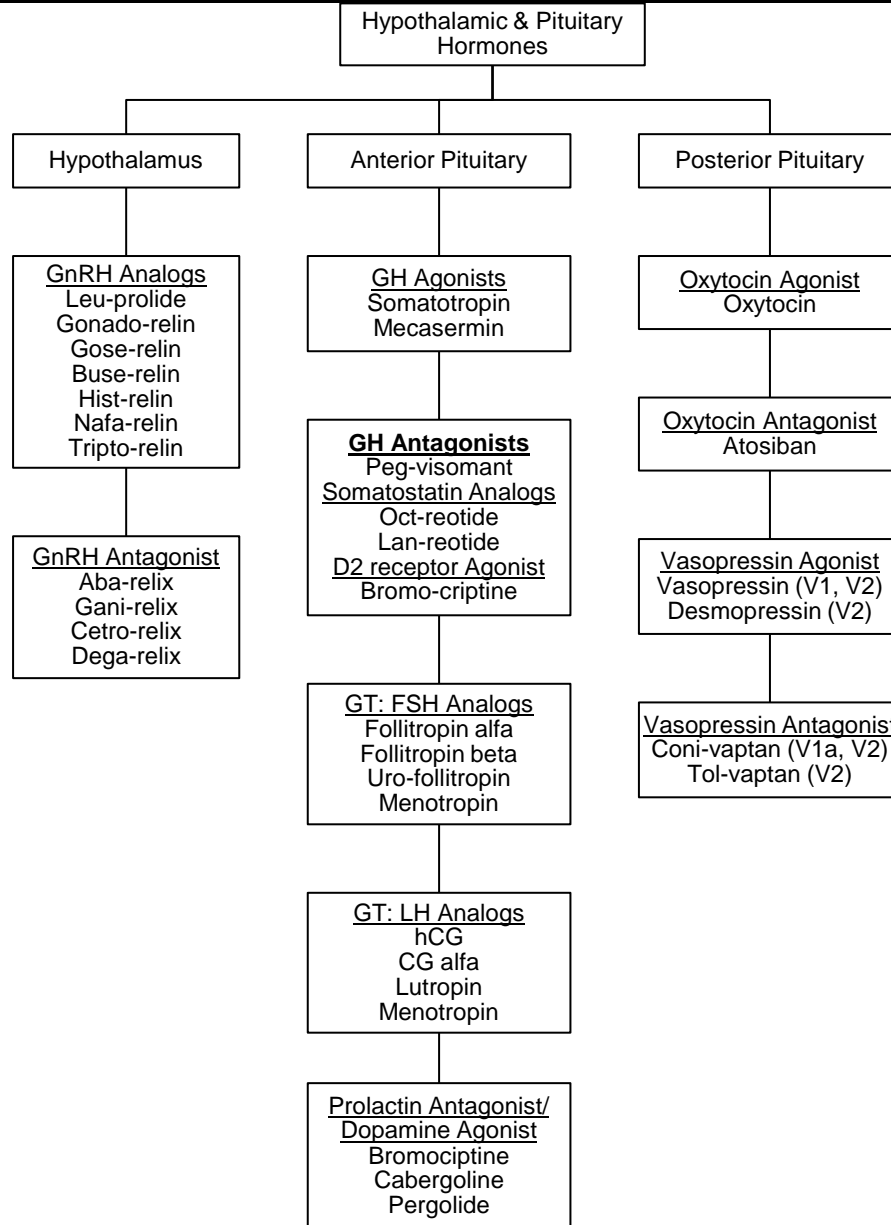 Hypothalamic & Pituitary
Hormones
Hypothalamus
Anterior Pituitary
Posterior Pituitary
GnRH Analogs
Leu-prolide
Gonado-relin
Gose-relin
Buse-relin
Hist-relin
Nafa-relin
Tripto-relin
GnRH Antagonist
Aba-relix
Gani-relix
Cetro-relix
Dega-relix
GH Agonists
Somatotropin
Mecasermin
GH Antagonists
Peg-visomant
Somatostatin Analogs
Oct-reotide
Lan-reotide
D2 receptor Agonist
Bromo-criptine
GT: FSH Analogs
Follitropin alfa
Follitropin beta
Uro-follitropin
Menotropin
GT: LH Analogs
hCG
CG alfa
Lutropin
Menotropin
Prolactin Antagonist/
Dopamine Agonist
Bromociptine
Cabergoline
Pergolide
Oxytocin Agonist
Oxytocin
Oxytocin Antagonist
Atosiban
Vasopressin Agonist
Vasopressin (V1, V2)
Desmopressin (V2)
Vasopressin Antagonist
Coni-vaptan (V1a, V2)
Tol-vaptan (V2)